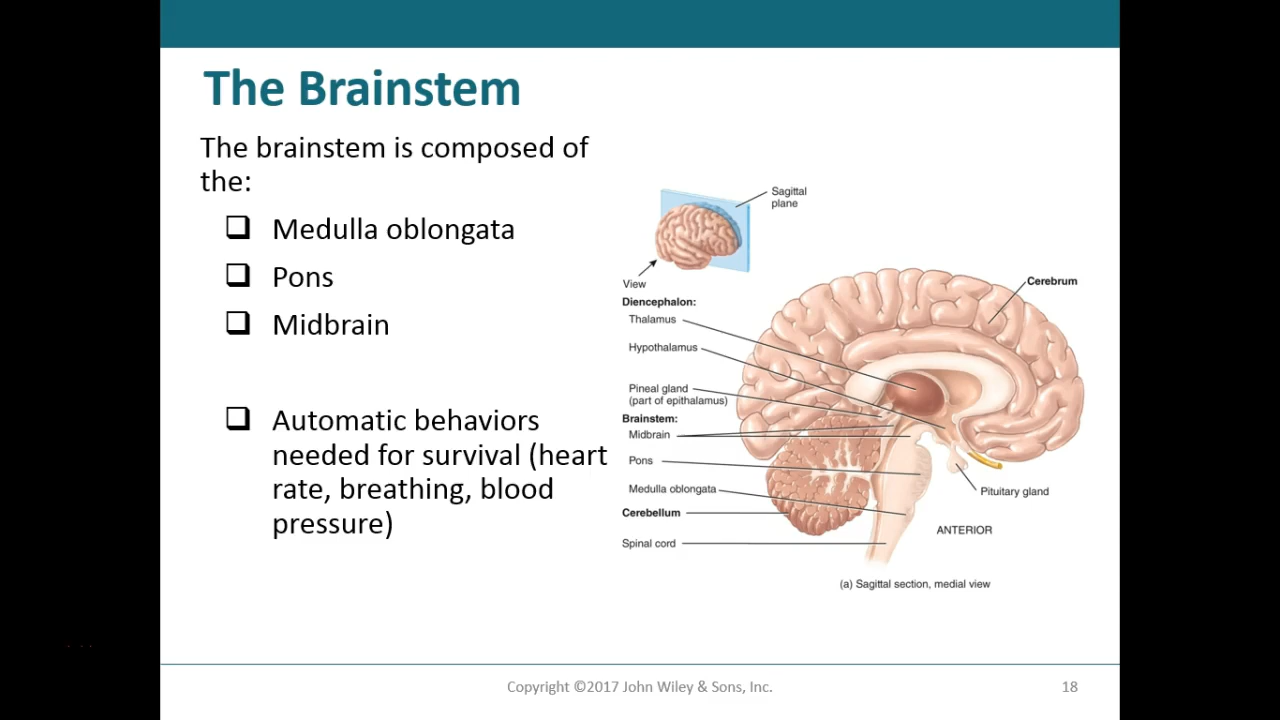 The Brainstem
The brainstem is composed of
the:
❑ Medulla oblongata
❑ Pons
❑ Midbrain
❑ Automatic behaviors
needed for survival (heart
rate, breathing, blood
pressure)
Sagittal
plane
View
Diencephalon:
Thalamus
Hypothalamus
Pineal gland
(part of epithalamus)
Brainstem:
Midbrain
Pons
Medulla oblongata
Cerebellum
Spinal cord
Cerebrum
Pituitary gland
ANTERIOR
(a) Sagittal section, medial view
Copyright ©2017 John Wiley & Sons, Inc.
18